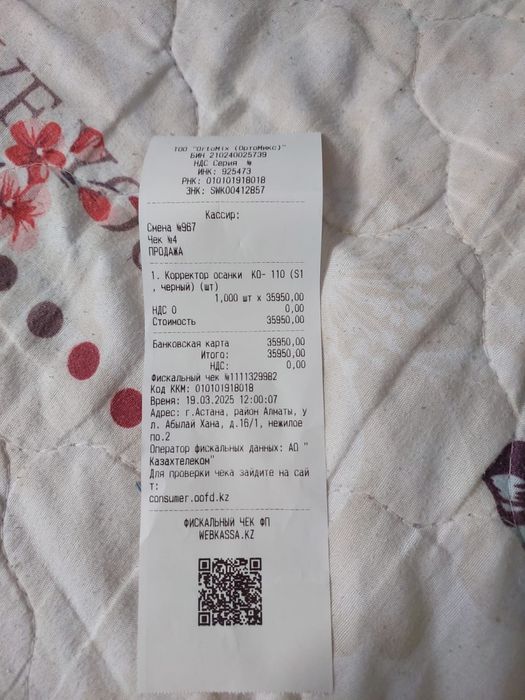 ТОО "OrtoMix (ОртоМикс)"
БИН 210240025739
НДС Серия №
ИНК: 925473
РНК: 010101918018
ЗНК: SWK00412857
Кассир:
Смена №967
Чек №4
ПРОДАЖА
1. Корректор осанки КО- 110 (S1
, черный) (шт)
1,000 шт x 35950,00
НДС 0 0,00
Стоимость 35950,00
Банковская карта 35950,00
Итого: 35950,00
НДС: 0,00
Фискальный чек №1111329982
Код ККМ: 010101918018
Время: 19.03.2025 12:00:07
Адрес: г.Астана, район Алматы, у
л. Абылай Хана, д.16/1, нежилое
по.2
Оператор фискальных данных: АО "
Казахтелеком"
Для проверки чека зайдите на сай
т:
consumer.oofd.kz
ФИСКАЛЬНЫЙ ЧЕК ФП
WEBKASSA.KZ